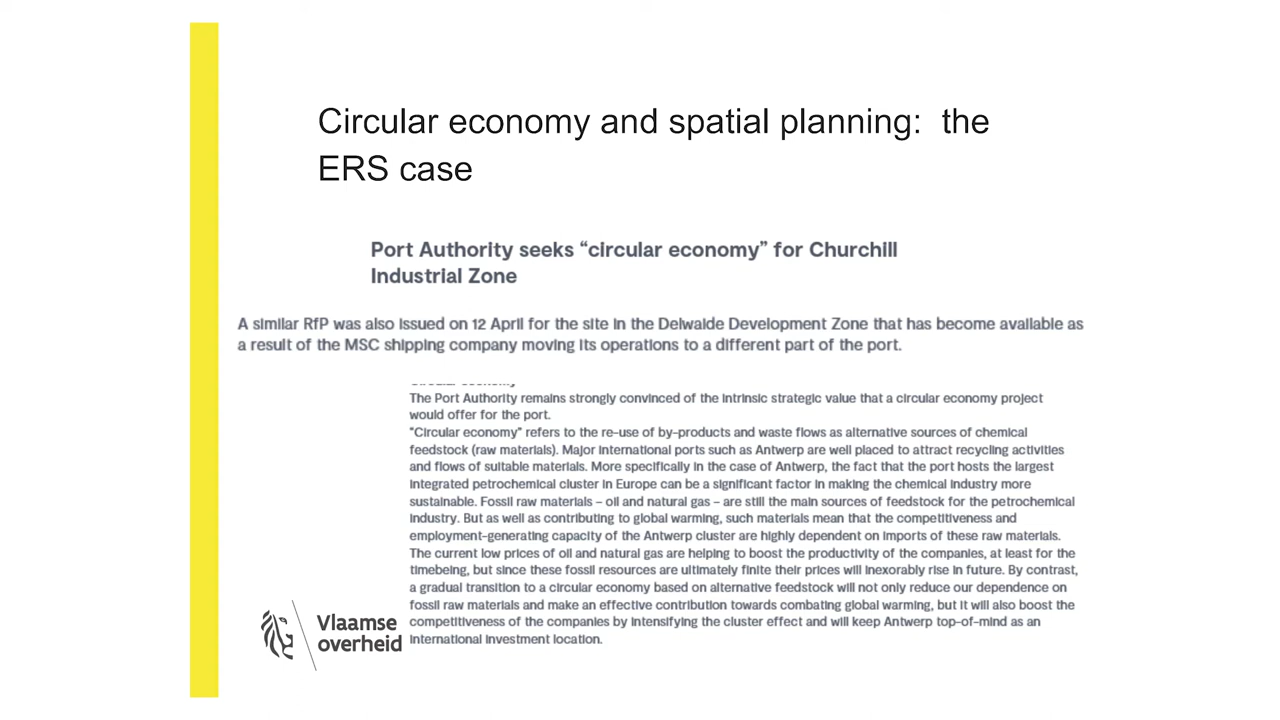 Circular economy and spatial planning:  the
ERS case
Port Authority seeks “circular economy” for Churchill
Industrial Zone
A similar RfP was also issued on 12 April for the site in the Delwaide Development Zone that has become available as
a result of the MSC shipping company moving its operations to a different part of the port.
The Port Authority remains strongly convinced of the intrinsic strategic value that a circular economy project
would offer for the port.
“Circular economy” refers to the re-use of by-products and waste flows as alternative sources of chemical
feedstock (raw materials). Major international ports such as Antwerp are well placed to attract recycling activities
and flows of suitable materials. More specifically in the case of Antwerp, the fact that the port hosts the largest
integrated petrochemical cluster in Europe can be a significant factor in making the chemical industry more
sustainable. Fossil raw materials – oil and natural gas – are still the main sources of feedstock for the petrochemical
industry. But as well as contributing to global warming, such materials mean that the competitiveness and
employment-generating capacity of the Antwerp cluster are highly dependent on imports of these raw materials.
The current low prices of oil and natural gas are helping to boost the productivity of the companies, at least for the
timebeing, but since these fossil resources are ultimately finite their prices will inexorably rise in future. By contrast,
a gradual transition to a circular economy based on alternative feedstock will not only reduce our dependence on
fossil raw materials and make an effective contribution towards combating global warming, but it will also boost the
competitiveness of the companies by intensifying the cluster effect and will keep Antwerp top-of-mind as an
international investment location.
Vlaamse
overheid